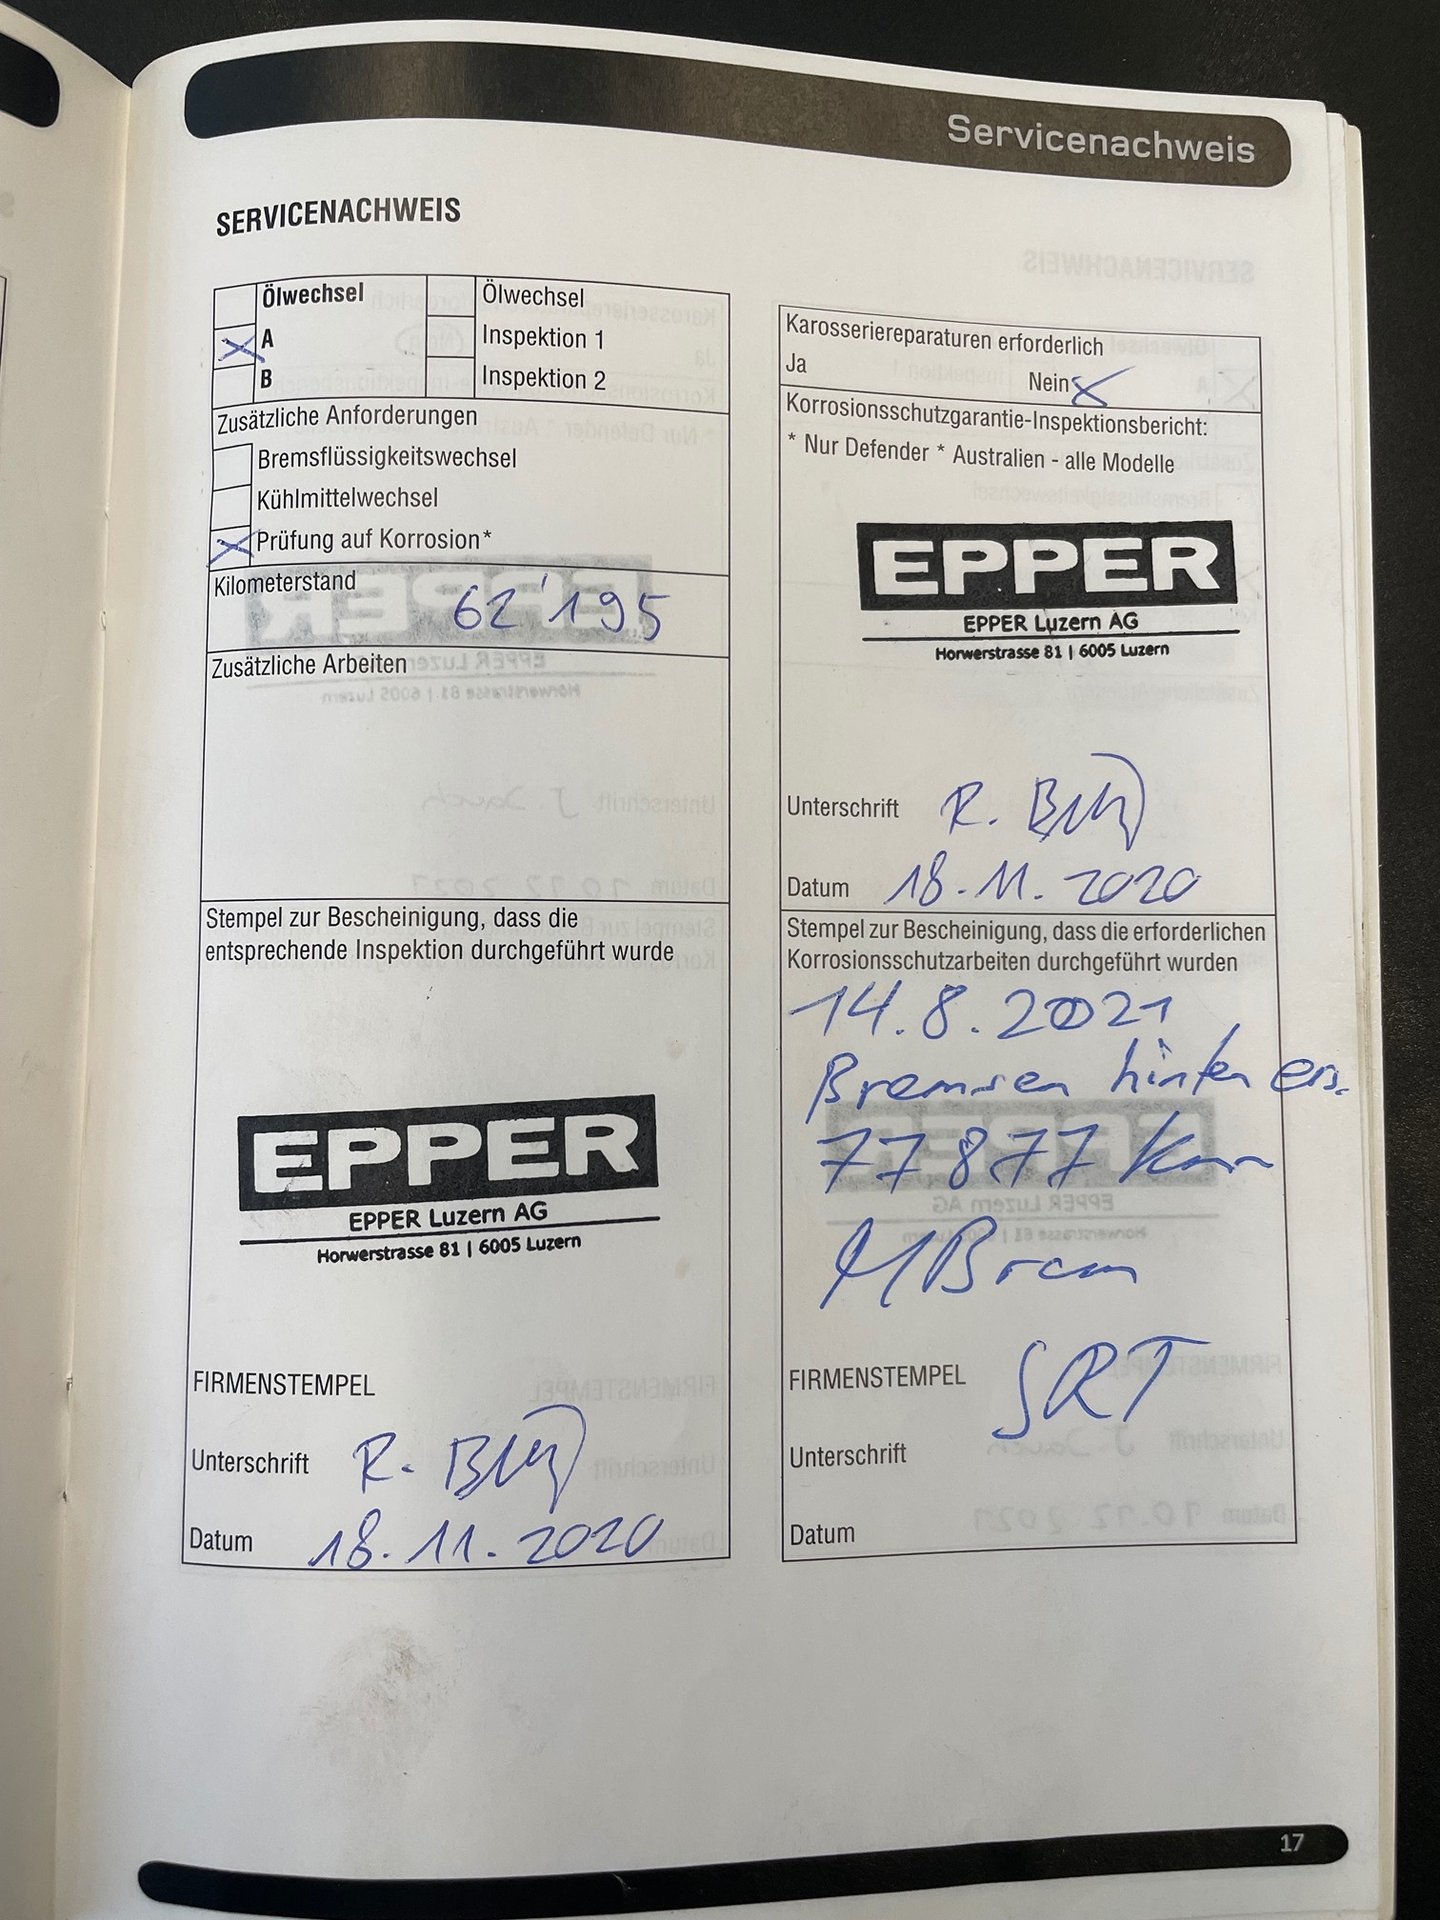 Servicenachweis
SERVICENACHWEIS
Ölwechsel
A
B
Ölwechsel
Inspektion 1
Inspektion 2
Zusätzliche Anforderungen
Bremsflüssigkeitswechsel
Kühlmittelwechsel
Prüfung auf Korrosion*
Kilometerstand
62'195
Zusätzliche Arbeiten
Stempel zur Bescheinigung, dass die
entsprechende Inspektion durchgeführt wurde
EPPER
EPPER Luzern AG
Horwerstrasse 81 | 6005 Luzern
FIRMENSTEMPEL
Unterschrift R.
Datum 18.11.2020
Karosseriereparaturen erforderlich
Ja Nein
Korrosionsschutzgarantie-Inspektionsbericht:
* Nur Defender * Australien - alle Modelle
EPPER
EPPER Luzern AG
Horwerstrasse 81 | 6005 Luzern
Unterschrift R.
Datum 18.11.2020
Stempel zur Bescheinigung, dass die erforderlichen
Korrosionsschutzarbeiten durchgeführt wurden
14.8.2021
Bremsen hinten ers.
77877 km
FIRMENSTEMPEL SRT
Unterschrift
Datum
17